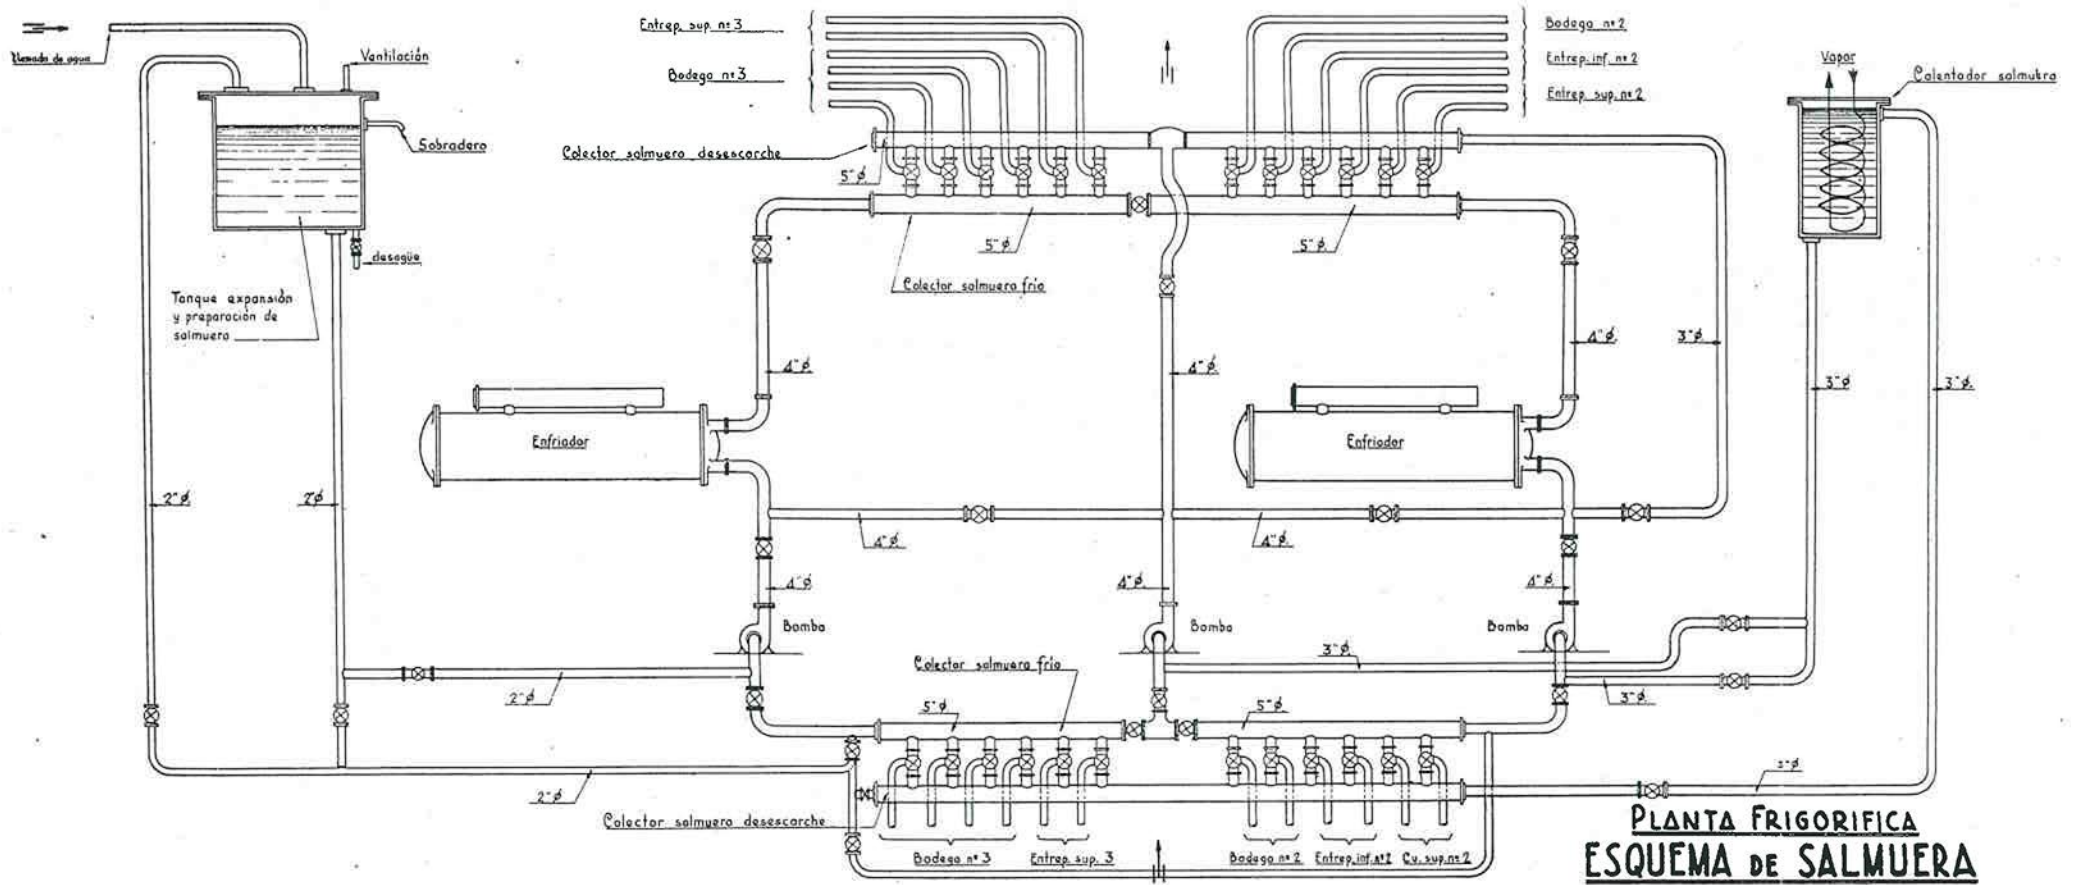 Llenado de agua
Ventilación
Sobradero
desagüe
Tanque expansión
y preparación de
salmuera
2"φ.
2φ
Entrep. sup. nº 3
Bodega nº 3
Bodega nº 2
Entrep. inf. nº 2
Entrep. sup. nº 2
Colector salmuera desescarche
5"φ.
5"φ.
5"φ.
Colector salmuera frío
Vapor
Calentador salmuera
4"φ.
4"φ.
4"φ.
3"φ.
3"φ
3"φ.
Enfriador
Enfriador
4"φ.
4"φ.
4"φ
4"φ.
4"φ.
Bomba
Bomba
Bomba
3"φ.
3"φ.
2"φ
Colector salmuera frío
5"φ
5"φ
2"φ
Colector salmuera desescarche
Bodega nº 3
Entrep. sup. 3
Bodega nº 2
Entrep. inf. nº 2
Cu. sup. nº 2
PLANTA FRIGORIFICA
ESQUEMA DE SALMUERA